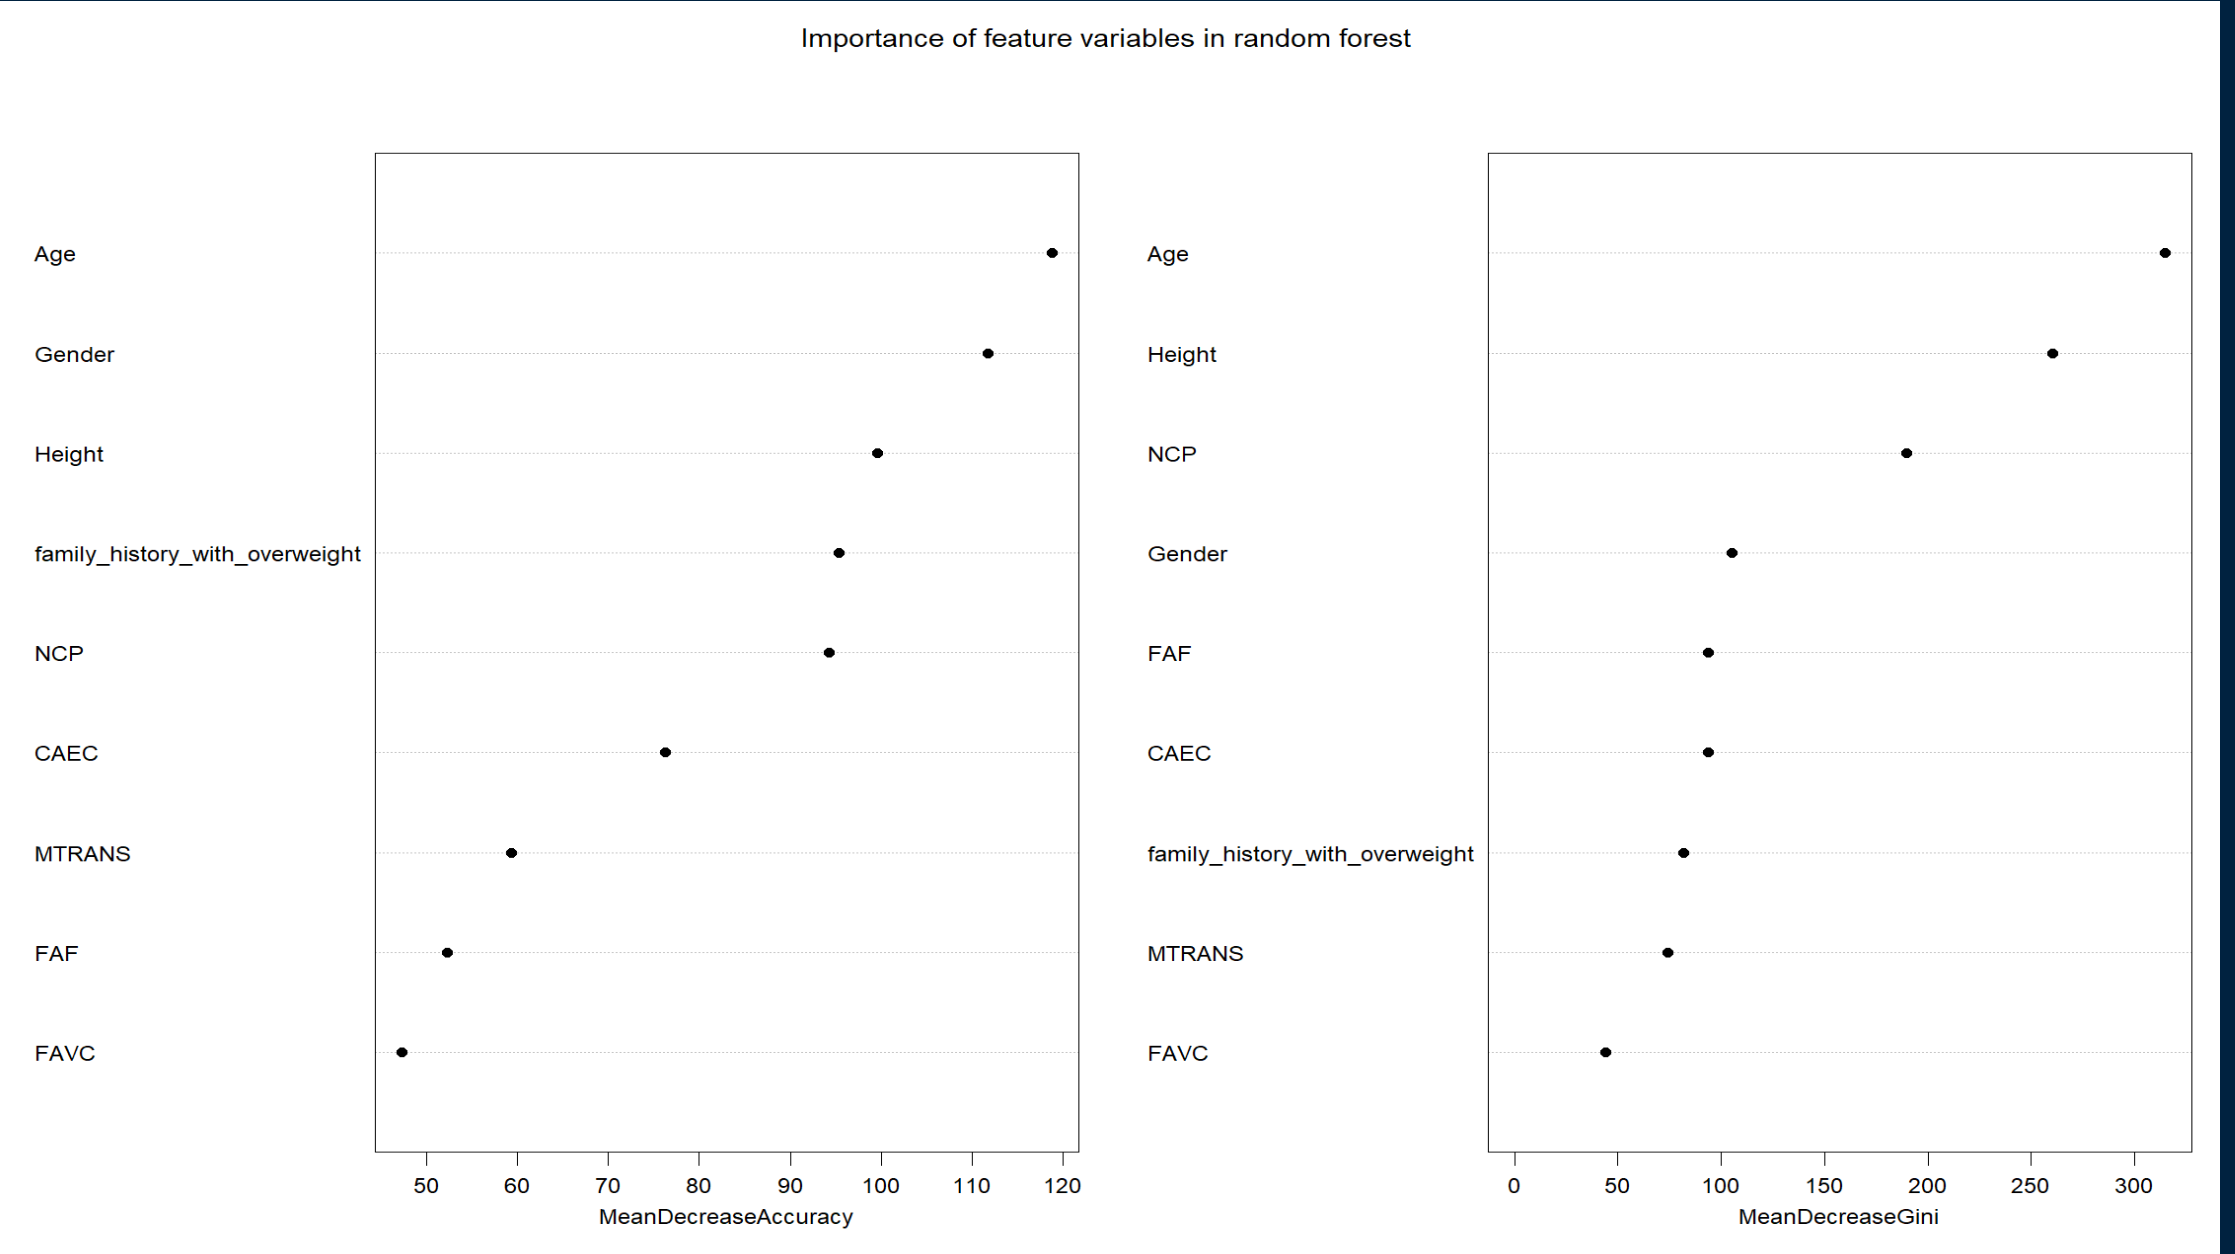 Importance of feature variables in random forest
Age
Gender
Height
family_history_with_overweight
NCP
CAEC
MTRANS
FAF
FAVC
50 60 70 80 90 100 110 120
MeanDecreaseAccuracy
Age
Height
NCP
Gender
FAF
CAEC
family_history_with_overweight
MTRANS
FAVC
0 50 100 150 200 250 300
MeanDecreaseGini